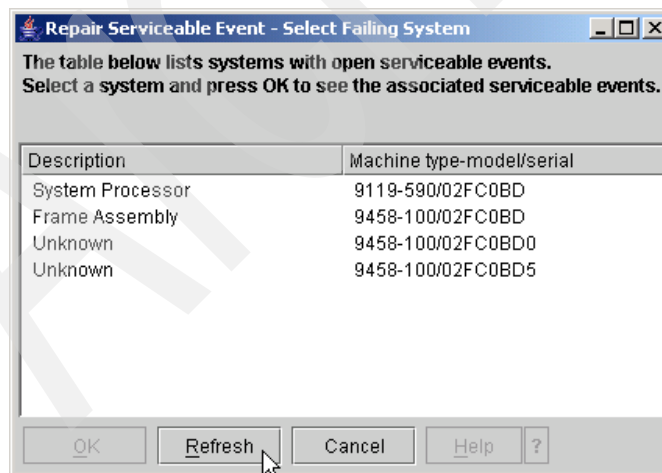 Repair Serviceable Event - Select Failing System
The table below lists systems with open serviceable events.
Select a system and press OK to see the associated serviceable events.
Description Machine type-model/serial
System Processor 9119-590/02FC0BD
Frame Assembly 9458-100/02FC0BD
Unknown 9458-100/02FC0BD0
Unknown 9458-100/02FC0BD5
OK Refresh Cancel Help ?